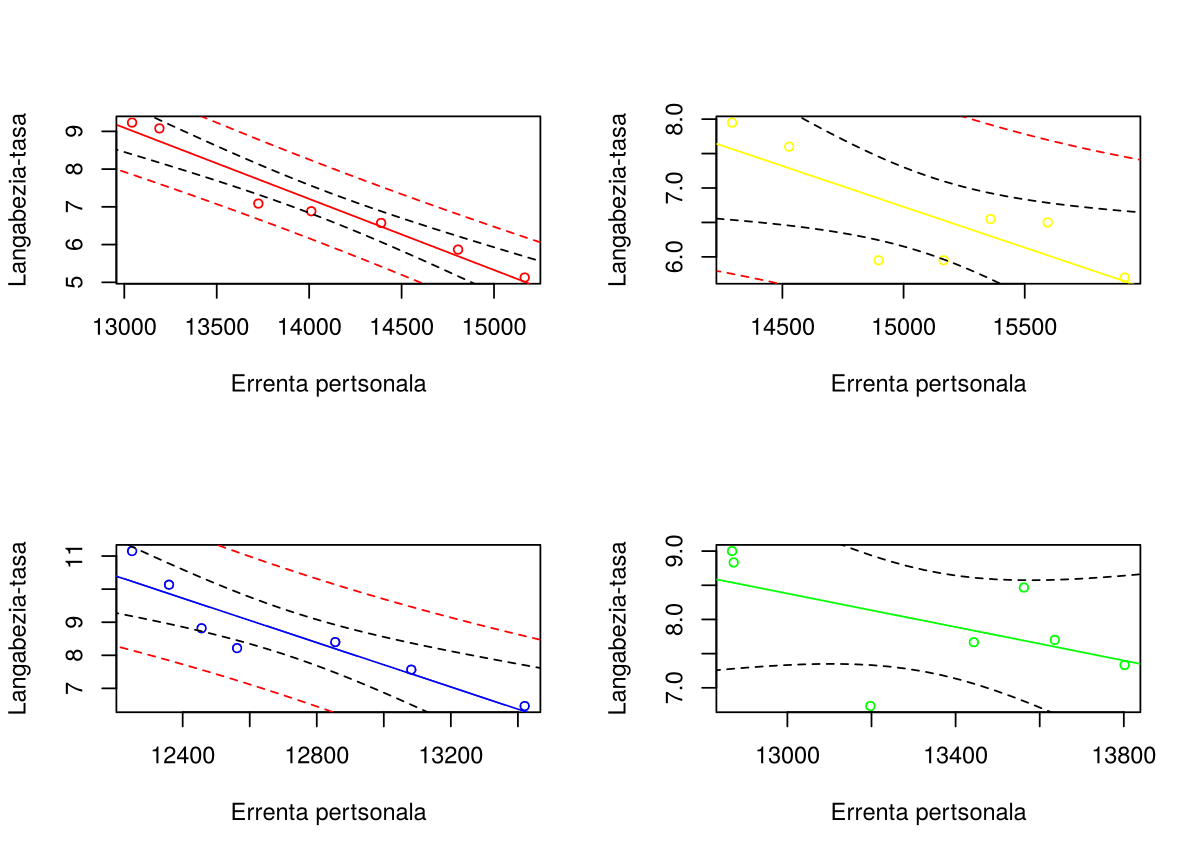 Langabezia-tasa
9
8
7
6
5
13000 13500 14000 14500 15000
Errenta pertsonala
Langabezia-tasa
8.0
7.0
6.0
14500 15000 15500
Errenta pertsonala
Langabezia-tasa
11
9
8
7
12400 12800 13200
Errenta pertsonala
Langabezia-tasa
9.0
8.0
7.0
13000 13400 13800
Errenta pertsonala